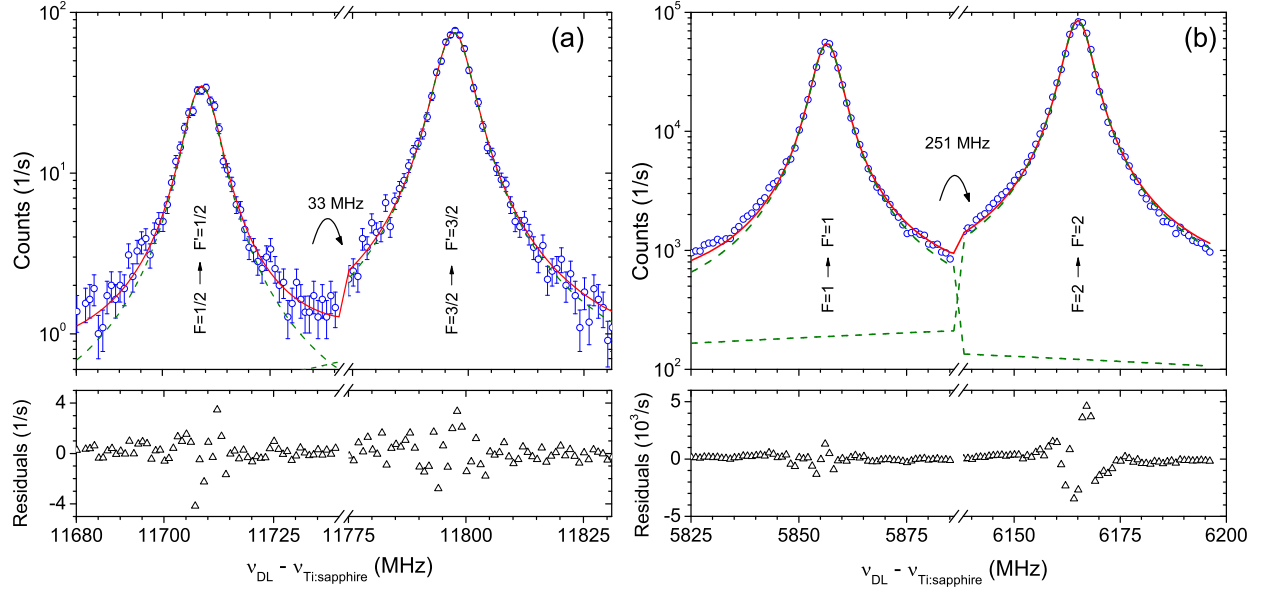 (a)
10²
10¹
10⁰
Counts (1/s)
33 MHz
F=1/2 → F'=1/2
F=3/2 → F'=3/2
4
0
-4
Residuals (1/s)
11680
11700
11725
11775
11800
11825
ν_DL - ν_Ti:sapphire (MHz)
(b)
10⁵
10⁴
10³
10²
Counts (1/s)
251 MHz
F=1 → F'=1
F=2 → F'=2
5
0
-5
Residuals (10³/s)
5825
5850
5875
6150
6175
6200
ν_DL - ν_Ti:sapphire (MHz)